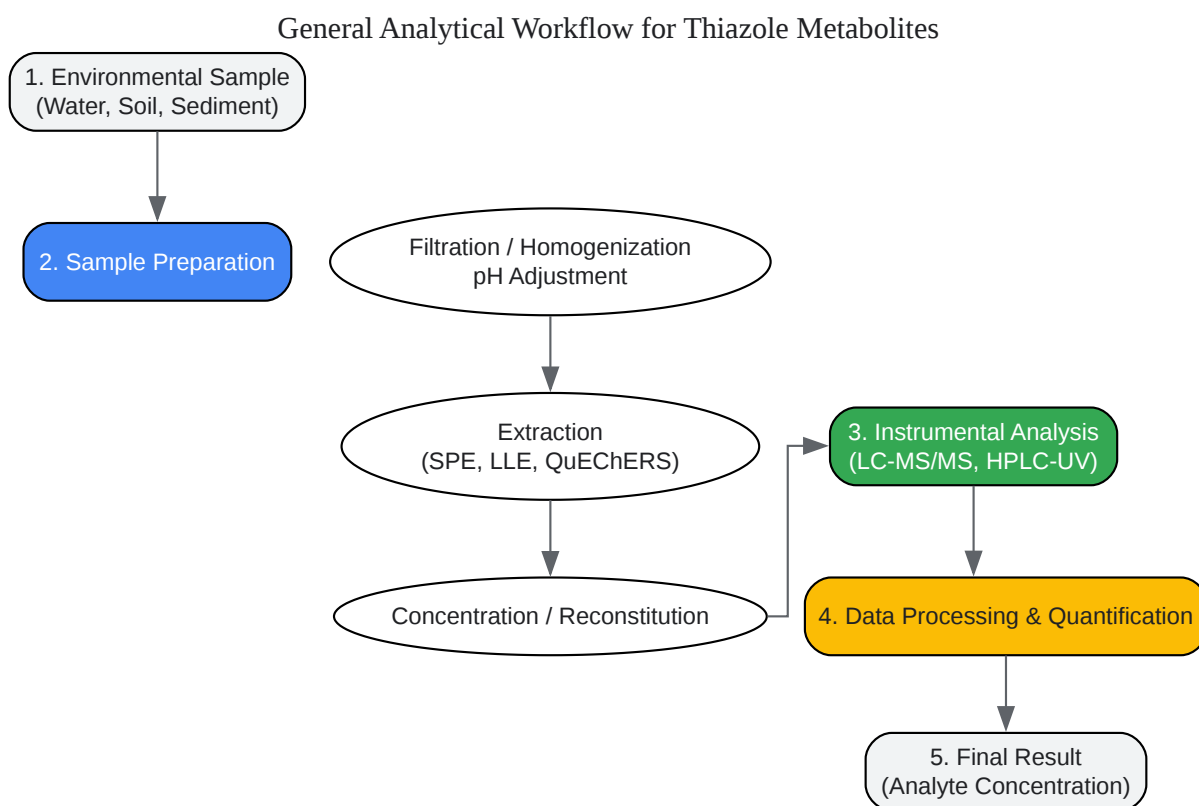 General Analytical Workflow for Thiazole Metabolites
1. Environmental Sample
(Water, Soil, Sediment)
2. Sample Preparation
Filtration / Homogenization
pH Adjustment
Extraction
(SPE, LLE, QuEChERS)
Concentration / Reconstitution
3. Instrumental Analysis
(LC-MS/MS, HPLC-UV)
4. Data Processing & Quantification
5. Final Result
(Analyte Concentration)